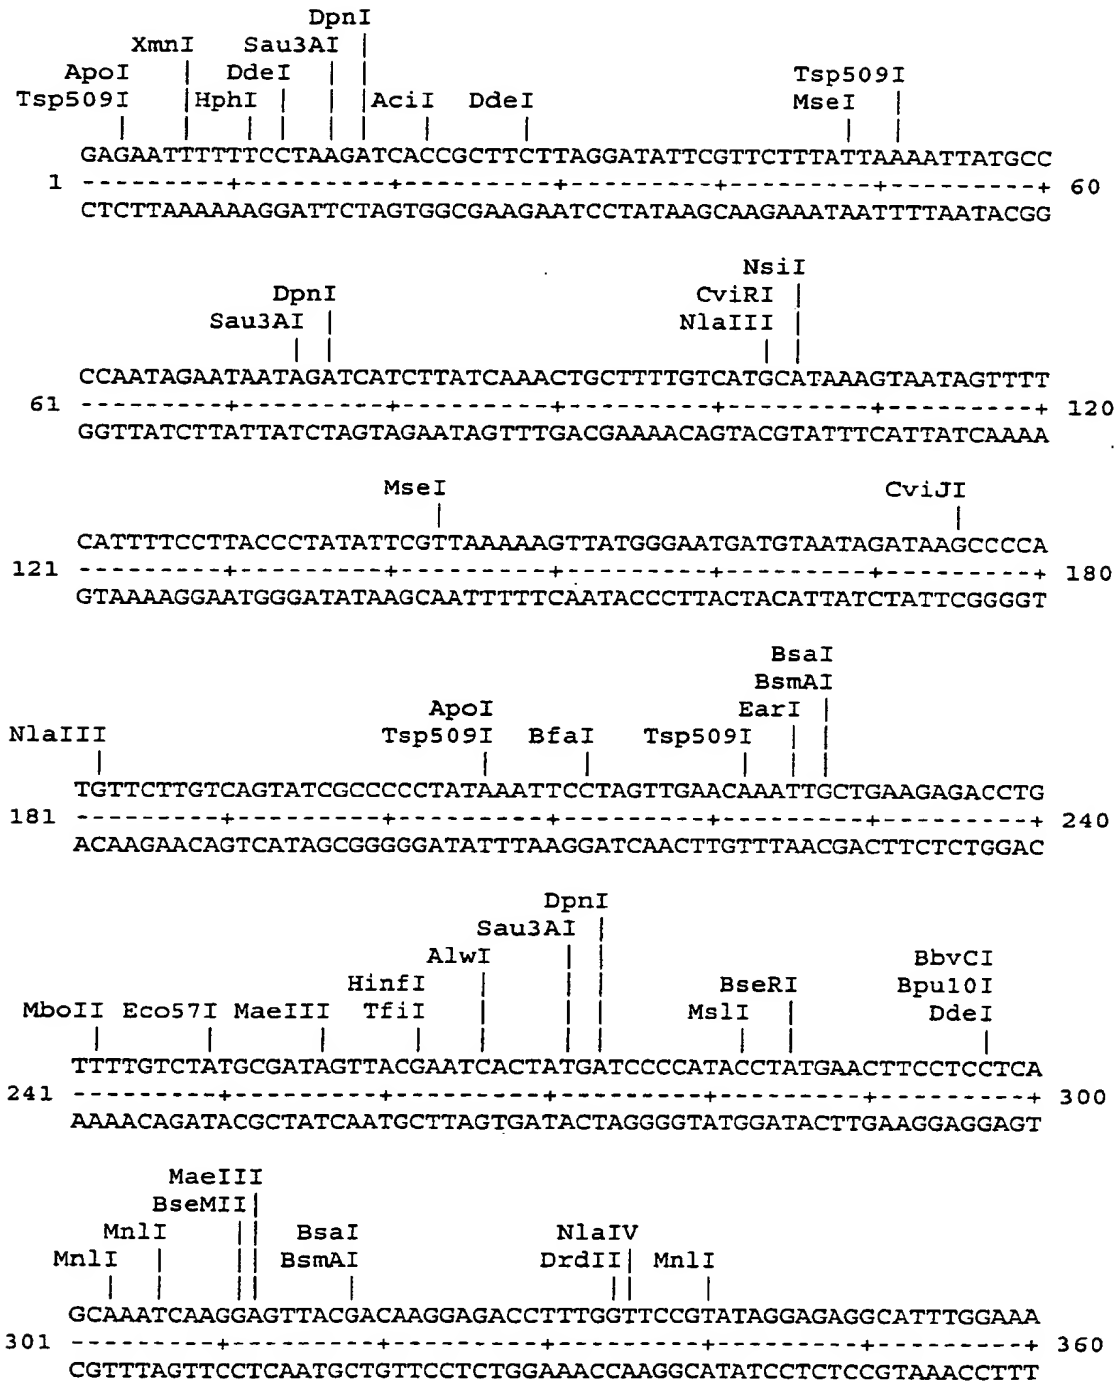 DpnI
XmnI Sau3AI
ApoI DdeI Tsp509I
Tsp509I HphI AciI DdeI MseI
GAGAATTTTTTCCTAAGATCACCGCTTCTTAGGATATTCGTTCTTTATTAAAATTATGCC
1 ---------+---------+---------+---------+---------+---------+ 60
CTCTTAAAAAAGGATTCTAGTGGCGAAGAATCCTATAAGCAAGAAATAATTTTAATACGG
NsiI
DpnI CviRI
Sau3AI NlaIII
CCAATAGAATAATAGATCATCTTATCAAACTGCTTTTGTCATGCATAAAGTAATAGTTTT
61 ---------+---------+---------+---------+---------+---------+ 120
GGTTATCTTATTATCTAGTAGAATAGTTTGACGAAAACAGTACGTATTTCATTATCAAAA
MseI CviJI
CATTTTCCTTACCCTATATTCGTTAAAAAGTTATGGGAATGATGTAATAGATAAGCCCCA
121 ---------+---------+---------+---------+---------+---------+ 180
GTAAAAGGAATGGGATATAAGCAATTTTTCAATACCCTTACTACATTATCTATTCGGGGT
BsaI
BsmAI
ApoI EarI
NlaIII Tsp509I BfaI Tsp509I
TGTTCTTGTCAGTATCGCCCCCTATAAATTCCTAGTTGAACAAATTGCTGAAGAGACCTG
181 ---------+---------+---------+---------+---------+---------+ 240
ACAAGAACAGTCATAGCGGGGGATATTTAAGGATCAACTTGTTTAACGACTTCTCTGGAC
DpnI
Sau3AI
AlwI BbvCI
HinfI BseRI Bpu10I
MboII Eco57I MaeIII TfiI MslI DdeI
TTTTGTCTATGCGATAGTTACGAATCACTATGATCCCCATACCTATGAACTTCCTCCTCA
241 ---------+---------+---------+---------+---------+---------+ 300
AAAACAGATACGCTATCAATGCTTAGTGATACTAGGGGTATGGATACTTGAAGGAGGAGT
MaeIII
BseMII
MnlI BsaI NlaIV
MnlI BsmAI DrdII MnlI
GCAAATCAAGGAGTTACGACAAGGAGACCTTTGGTTCCGTATAGGAGAGGCATTTGGAAA
301 ---------+---------+---------+---------+---------+---------+ 360
CGTTTAGTTCCTCAATGCTGTTCCTCTGGAAACCAAGGCATATCCTCTCCGTAAACCTTT